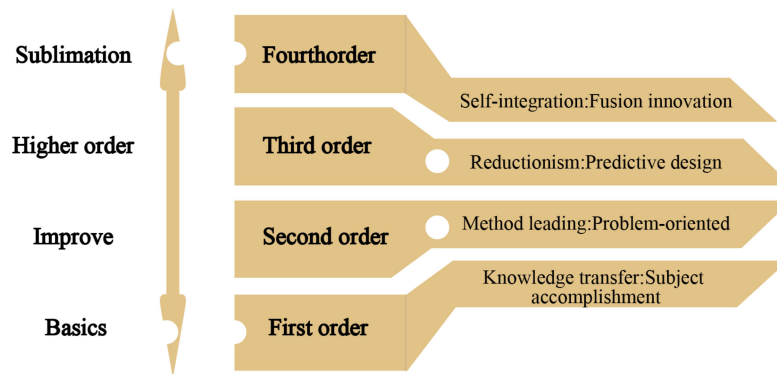 Sublimation
Fourthorder
Self-integration:Fusion innovation
Higher order
Third order
Reductionism:Predictive design
Improve
Second order
Method leading:Problem-oriented
Basics
First order
Knowledge transfer:Subject
accomplishment